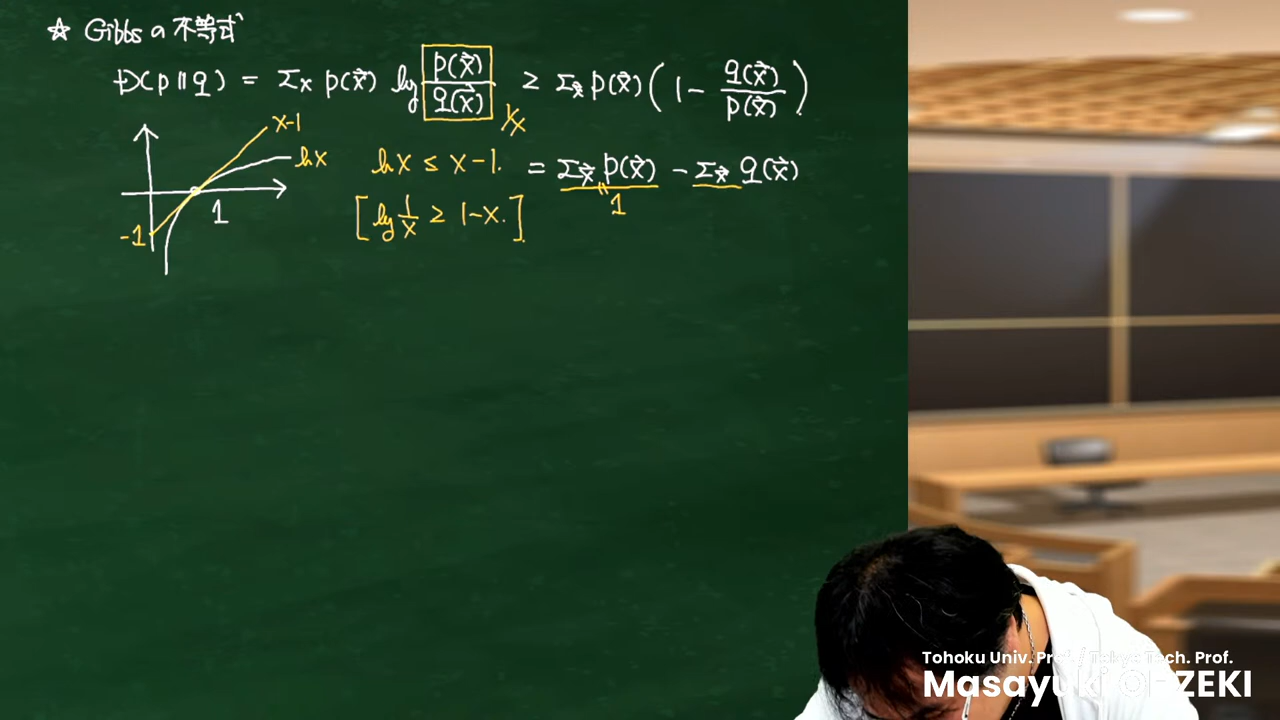 ☆ Gibbsの不等式
D(p‖q) = Σx p(x⃗) log p(x⃗)/q(x⃗) ≥ Σx⃗ p(x⃗) (1 - q(x⃗)/p(x⃗))
1/x
x-1
ln x
1
-1
ln x ≤ x-1.
[log 1/x ≥ 1-x.]
= Σx⃗ p(x⃗) - Σx⃗ q(x⃗)
1
Tohoku Univ. Prof. Tech. Prof.
Masayuki OHZEKI